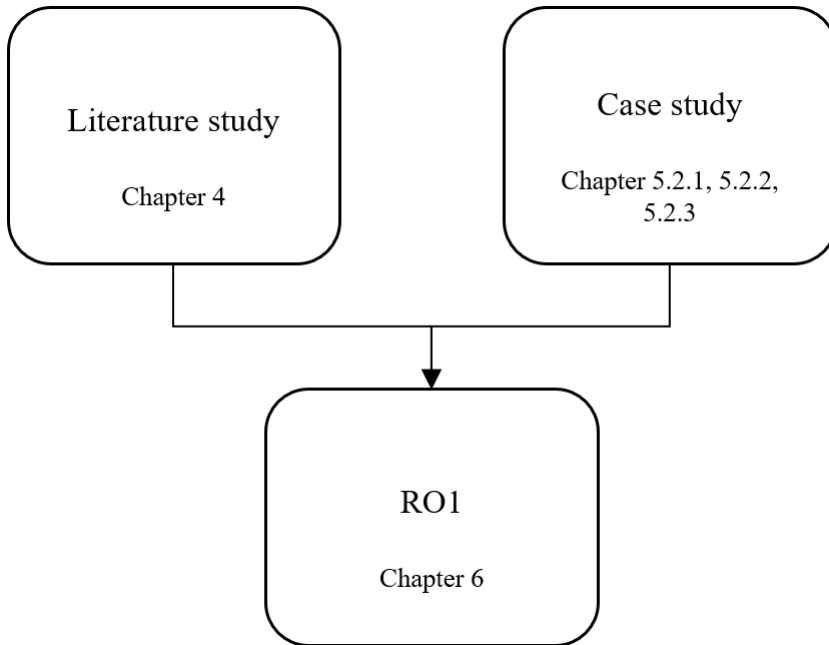 Literature study
Chapter 4
Case study
Chapter 5.2.1, 5.2.2,
5.2.3
RO1
Chapter 6